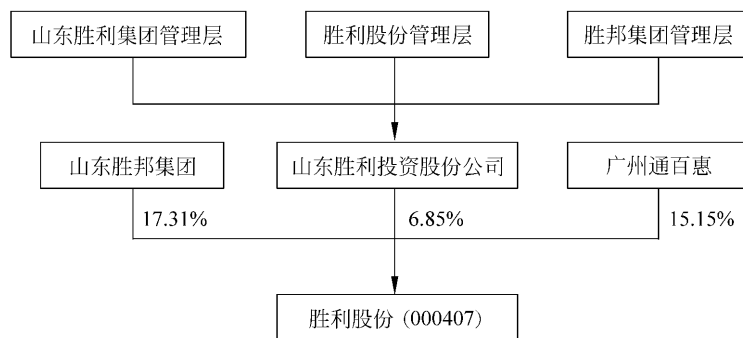 山东胜利集团管理层
胜利股份管理层
胜邦集团管理层
山东胜邦集团
山东胜利投资股份公司
广州通百惠
17.31%
6.85%
15.15%
胜利股份 (000407)